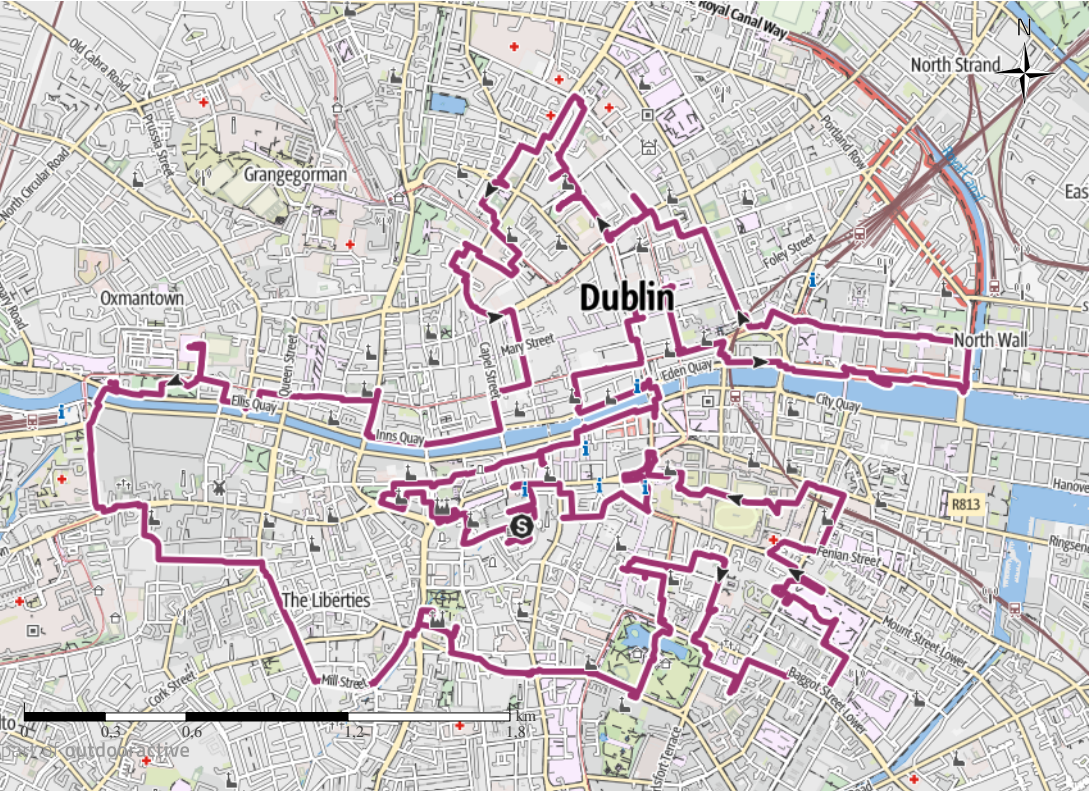 Royal Canal Way
N
North Strand
Old Cabra Road
Prussia Street
Portland Row
Grangegorman
North Circular Road
Royal Canal
Foley Street
Oxmantown
Dublin
Queen Street
Capel Street
Mary Street
North Wall
Eden Quay
Ellis Quay
City Quay
Inns Quay
R813
S
Fenian Street
The Liberties
Mount Street Lower
Mill Street
Baggot Street Lower
Cork Street
0.3
0.6
1.2
1.8
km
outdooractive